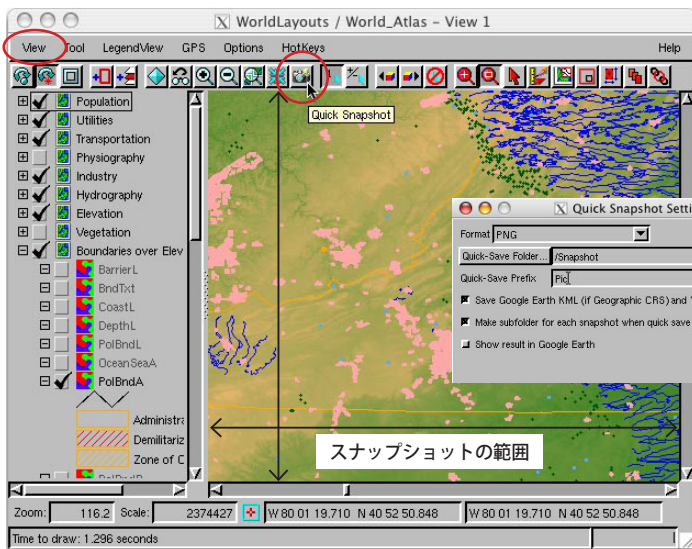 WorldLayouts / World_Atlas - View 1
View Tool LegendView GPS Options HotKeys Help
Quick Snapshot
Population
Utilities
Transportation
Physiography
Industry
Hydrography
Elevation
Vegetation
Boundaries over Elev
BarrierL
BndTxt
CoastL
DepthL
PolBndL
OceanSeaA
PolBndA
Administra
Demilitariz
Zone of C
Quick Snapshot Setti
Format PNG
Quick-Save Folder... /Snapshot
Quick-Save Prefix Pic
Save Google Earth KML (if Geographic CRS) and
Make subfolder for each snapshot when quick save
Show result in Google Earth
スナップショットの範囲
Zoom: 116.2 Scale: 2374427 W 80 01 19.710 N 40 52 50.848 W 80 01 19.710 N 40 52 50.848
Time to draw: 1.296 seconds